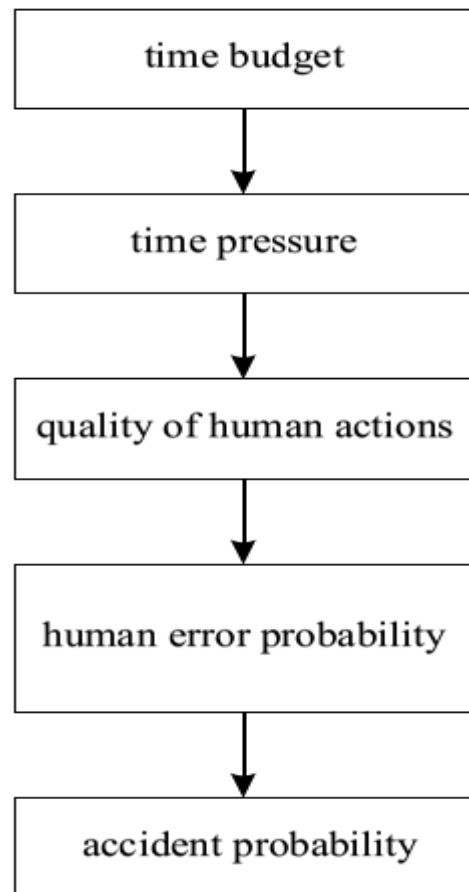 time budget
time pressure
quality of human actions
human error probability
accident probability